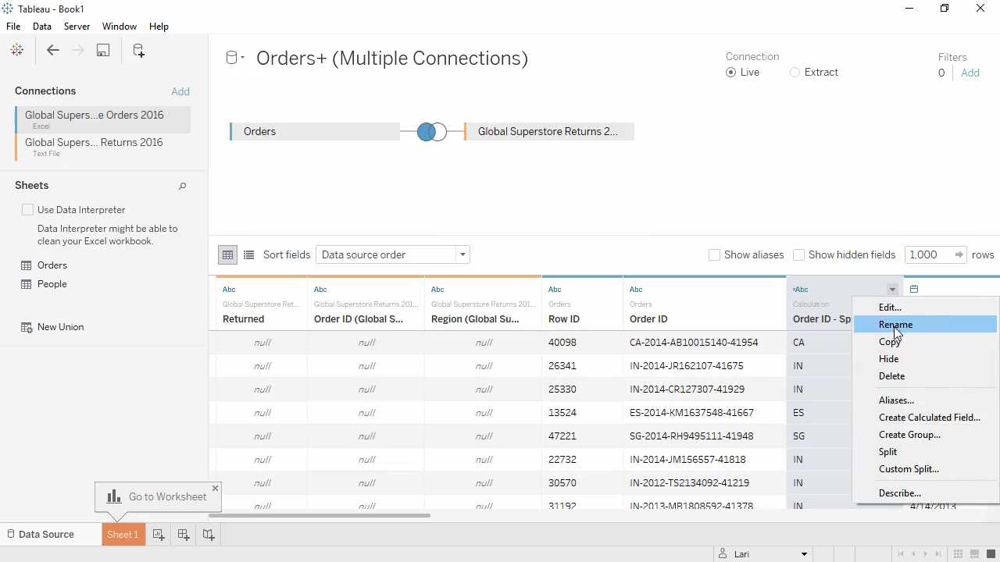 Tableau - Book1
File Data Server Window Help
Connections Add
Global Supers...e Orders 2016
Excel
Global Supers... Returns 2016
Text File
Sheets
Use Data Interpreter
Data Interpreter might be able to
clean your Excel workbook.
Orders
People
New Union
Orders+ (Multiple Connections)
Connection
Live Extract
Filters
0 Add
Orders
Global Superstore Returns 2...
Sort fields Data source order Show aliases Show hidden fields 1.000 rows
Abc Abc Abc Abc Abc =Abc
Global Superstore Ret... Global Superstore Returns 201... Global Superstore Returns 201... Orders Orders Calculation
Returned Order ID (Global S... Region (Global Su... Row ID Order ID Order ID - Sp
null null null 40098 CA-2014-AB10015140-41954 CA
null null null 26341 IN-2014-JR162107-41675 IN
null null null 25330 IN-2014-CR127307-41929 IN
null null null 13524 ES-2014-KM1637548-41667 ES
null null null 47221 SG-2014-RH9495111-41948 SG
null null null 22732 IN-2014-JM156557-41818 IN
null null null 30570 IN-2012-TS2134092-41219 IN
null null null 31192 IN-2013-MB1808592-41378 IN 4/14/2013
Edit...
Rename
Copy
Hide
Delete
Aliases...
Create Calculated Field...
Create Group...
Split
Custom Split...
Describe...
Go to Worksheet
Data Source Sheet 1
Lari